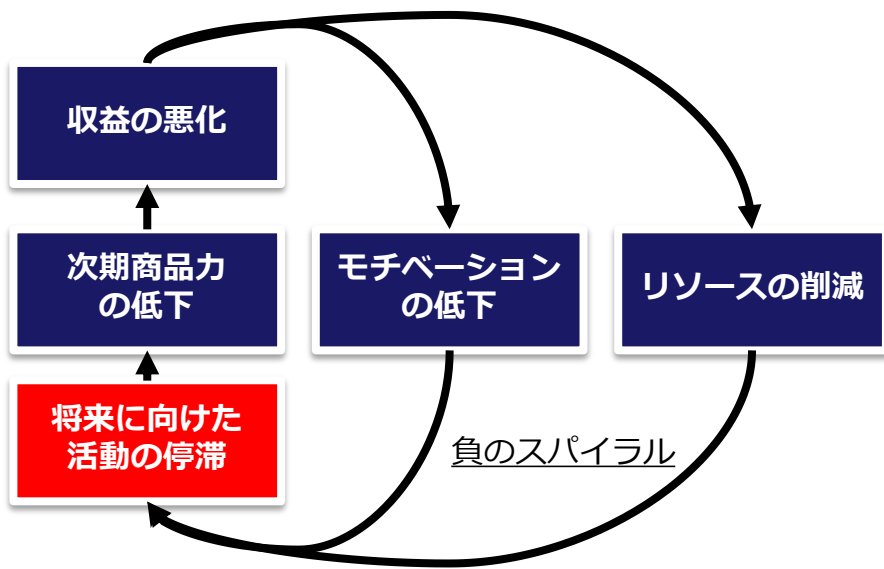 収益の悪化
次期商品力
の低下
モチベーション
の低下
リソースの削減
将来に向けた
活動の停滞
負のスパイラル